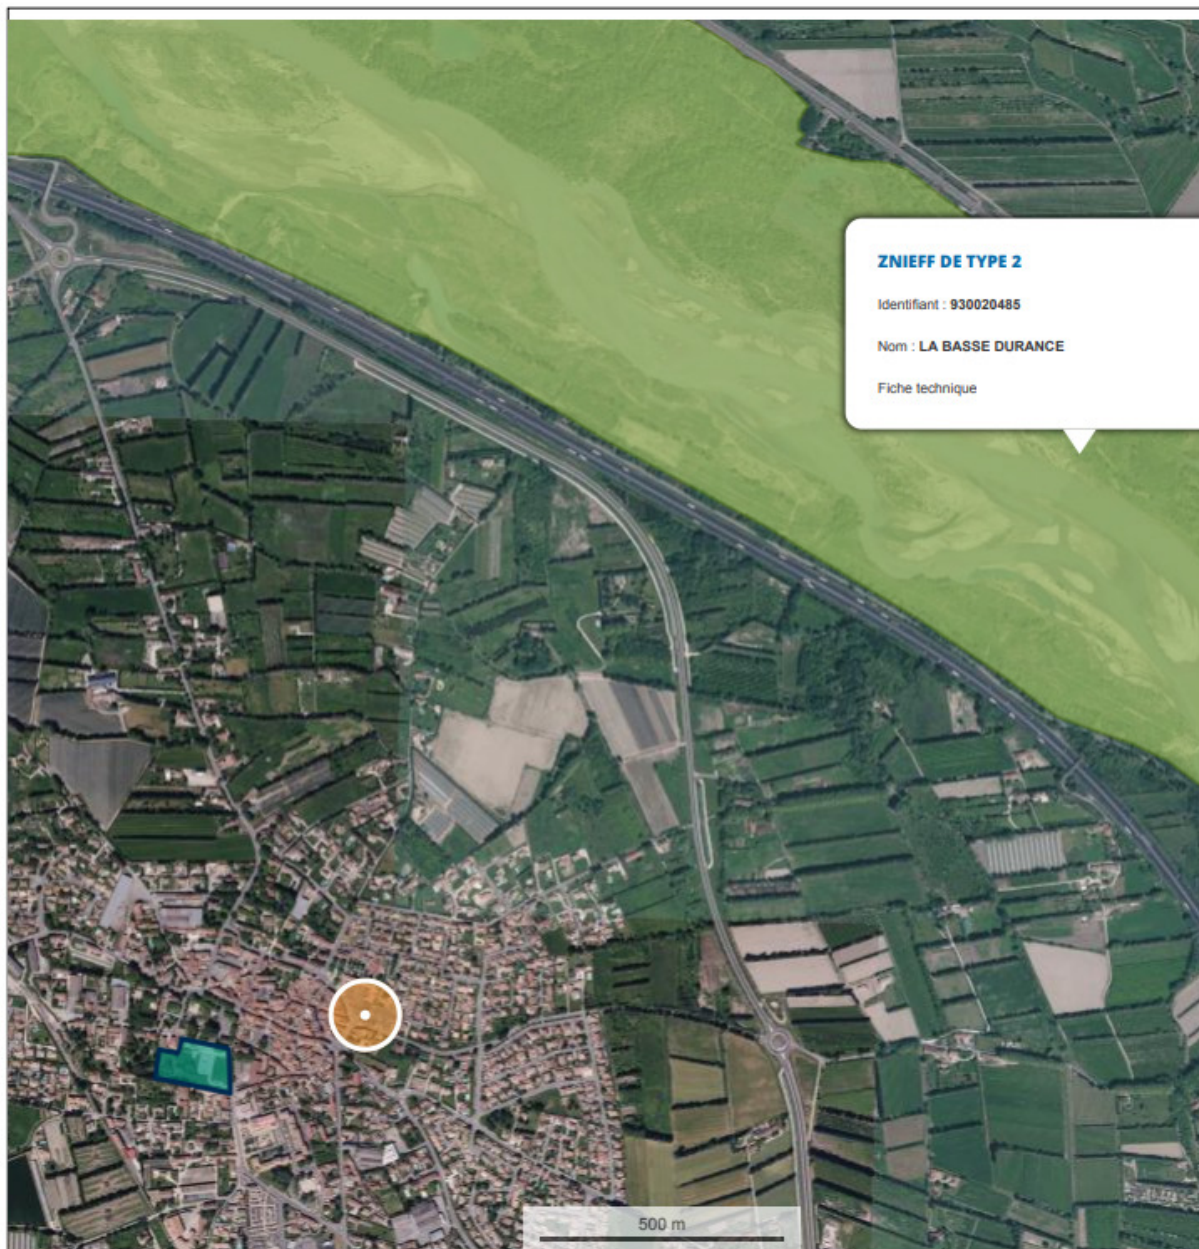 ZNIEFF DE TYPE 2
Identifiant : 930020485
Nom : LA BASSE DURANCE
Fiche technique
500 m